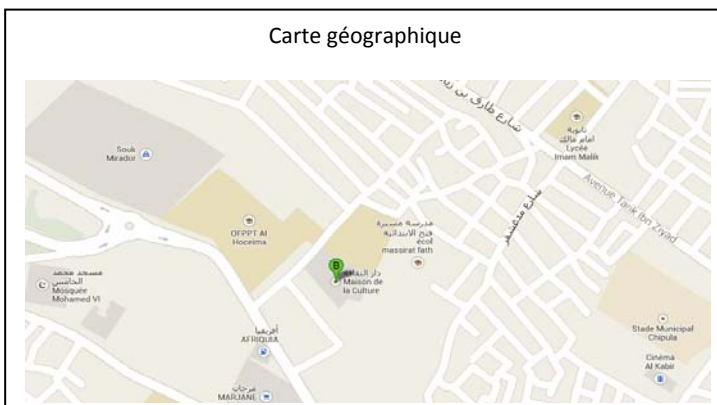 Carte géographique
شارع طارق بن زياد
ثانوية
امام مالك
Lycée
Imam Malik
Souk
Mirador
Avenue Tarik Ibn Ziyad
OFPPT Al
Hoceima
مدرسة مسيرة
فتح الابتدائية
écol
massirat fath
B
دار الثقافة
Maison de
la Culture
مسجد محمد
Mosquée
Mohamed VI
أفريقيا
AFRIQUIA
Stade Municipal
Chipula
Cinéma
Al Kabir
مرجان
MARJANE